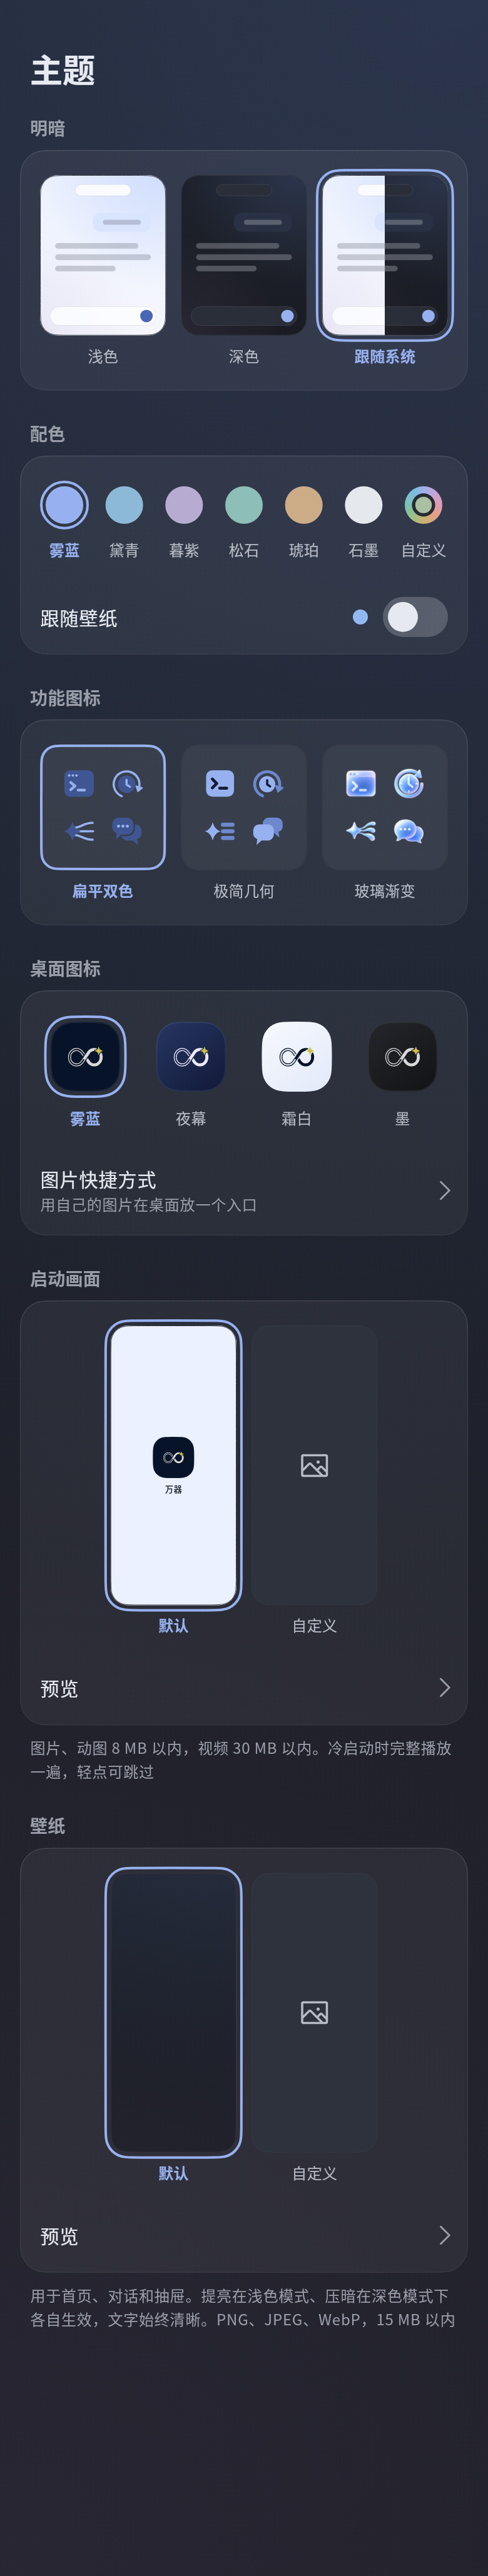 主题
明暗
浅色
深色
跟随系统
配色
雾蓝
黛青
暮紫
松石
琥珀
石墨
自定义
跟随壁纸
功能图标
扁平双色
极简几何
玻璃渐变
桌面图标
雾蓝
夜幕
霜白
墨
图片快捷方式
用自己的图片在桌面放一个入口
启动画面
万器
默认
自定义
预览
图片、动图 8 MB 以内，视频 30 MB 以内。冷启动时完整播放
一遍，轻点可跳过
壁纸
默认
自定义
预览
用于首页、对话和抽屉。提亮在浅色模式、压暗在深色模式下
各自生效，文字始终清晰。PNG、JPEG、WebP，15 MB 以内